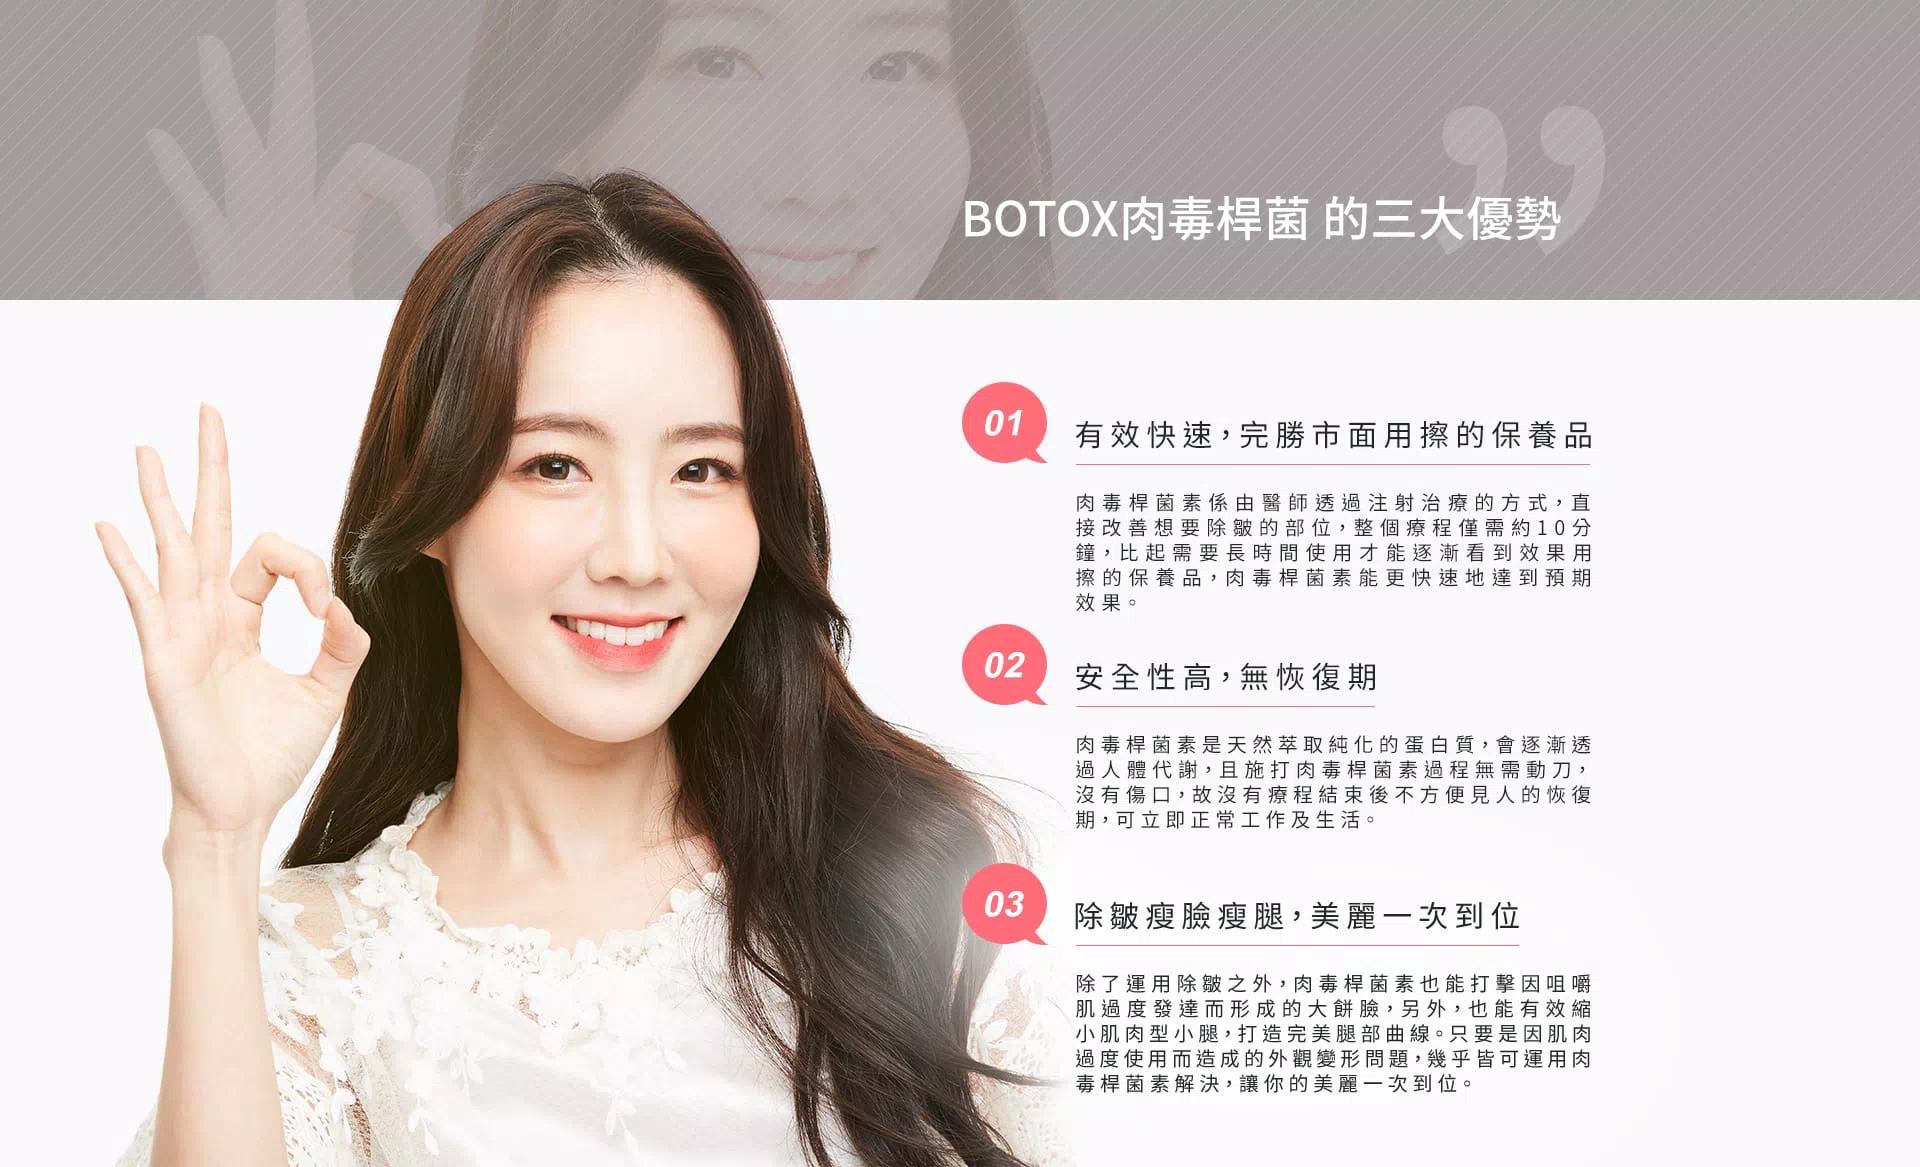 BOTOX肉毒桿菌 的三大優勢
01
有效快速，完勝市面用擦的保養品
肉毒桿菌素係由醫師透過注射治療的方式，直
接改善想要除皺的部位，整個療程僅需約10分
鐘，比起需要長時間使用才能逐漸看到效果用
擦的保養品，肉毒桿菌素能更快速地達到預期
效果。
02
安全性高，無恢復期
肉毒桿菌素是天然萃取純化的蛋白質，會逐漸透
過人體代謝，且施打肉毒桿菌素過程無需動刀，
沒有傷口，故沒有療程結束後不方便見人的恢復
期，可立即正常工作及生活。
03
除皺瘦臉瘦腿，美麗一次到位
除了運用除皺之外，肉毒桿菌素也能打擊因咀嚼
肌過度發達而形成的大餅臉，另外，也能有效縮
小肌肉型小腿，打造完美腿部曲線。只要是因肌肉
過度使用而造成的外觀變形問題，幾乎皆可運用肉
毒桿菌素解決，讓你的美麗一次到位。